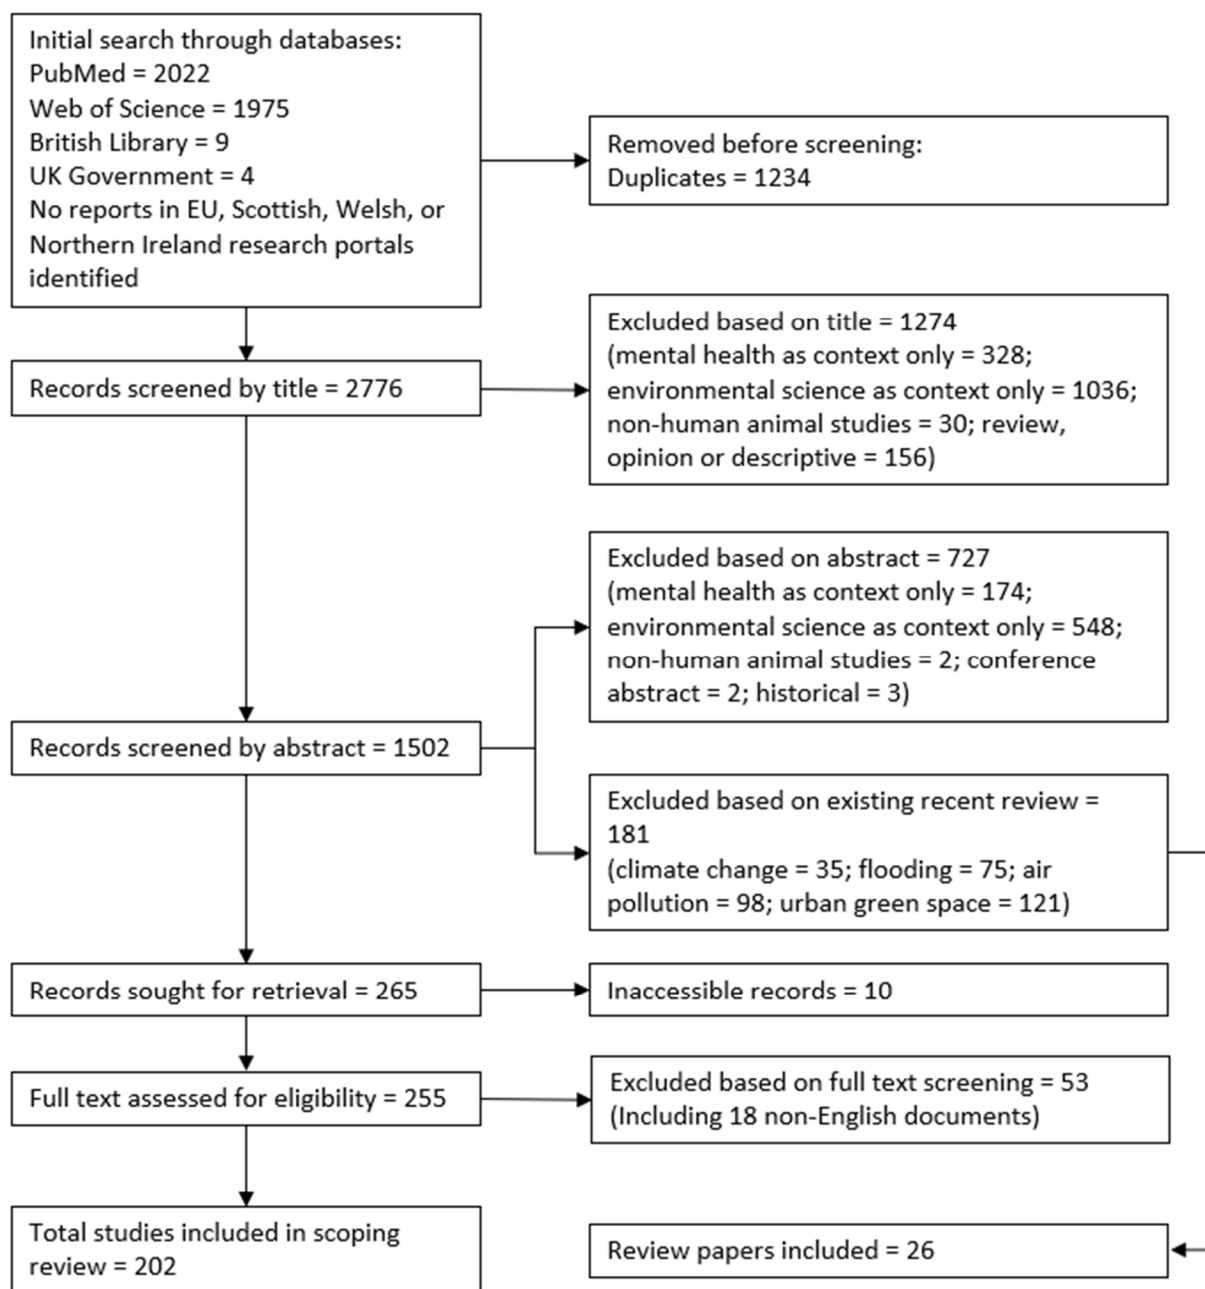 Initial search through databases:
PubMed = 2022
Web of Science = 1975
British Library = 9
UK Government = 4
No reports in EU, Scottish, Welsh, or
Northern Ireland research portals
identified
Removed before screening:
Duplicates = 1234
Records screened by title = 2776
Excluded based on title = 1274
(mental health as context only = 328;
environmental science as context only = 1036;
non-human animal studies = 30; review,
opinion or descriptive = 156)
Records screened by abstract = 1502
Excluded based on abstract = 727
(mental health as context only = 174;
environmental science as context only = 548;
non-human animal studies = 2; conference
abstract = 2; historical = 3)
Excluded based on existing recent review =
181
(climate change = 35; flooding = 75; air
pollution = 98; urban green space = 121)
Records sought for retrieval = 265
Inaccessible records = 10
Full text assessed for eligibility = 255
Excluded based on full text screening = 53
(Including 18 non-English documents)
Total studies included in scoping
review = 202
Review papers included = 26